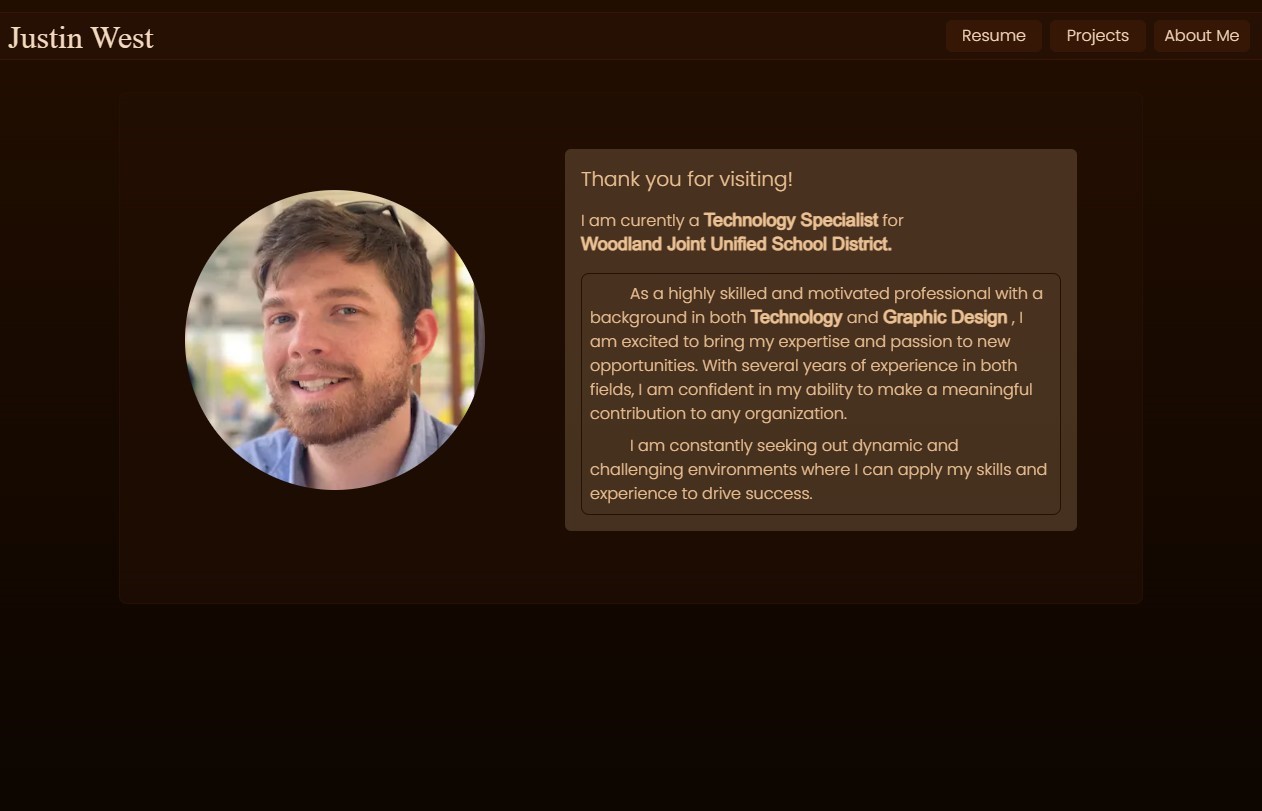 Justin West
Resume
Projects
About Me
Thank you for visiting!
I am curently a Technology Specialist for
Woodland Joint Unified School District.
As a highly skilled and motivated professional with a
background in both Technology and Graphic Design , I
am excited to bring my expertise and passion to new
opportunities. With several years of experience in both
fields, I am confident in my ability to make a meaningful
contribution to any organization.
I am constantly seeking out dynamic and
challenging environments where I can apply my skills and
experience to drive success.